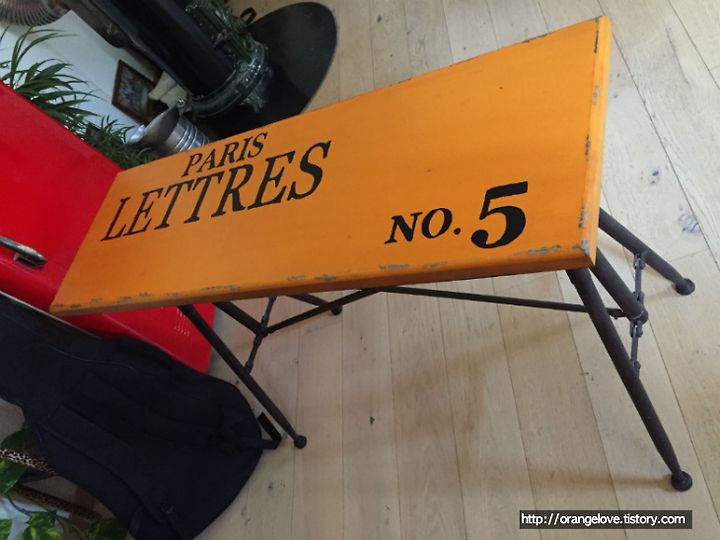 PARIS
LETTRES
NO. 5
http://orangelove.tistory.com